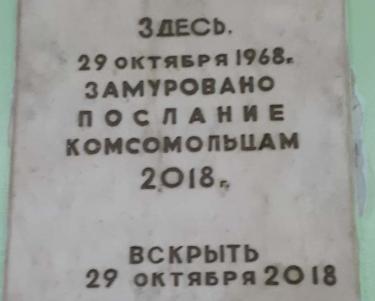 ЗДЕСЬ.
29 ОКТЯБРЯ 1968г.
ЗАМУРОВАНО
ПОСЛАНИЕ
КОМСОМОЛЬЦАМ
2018г.
ВСКРЫТЬ
29 ОКТЯБРЯ 2018